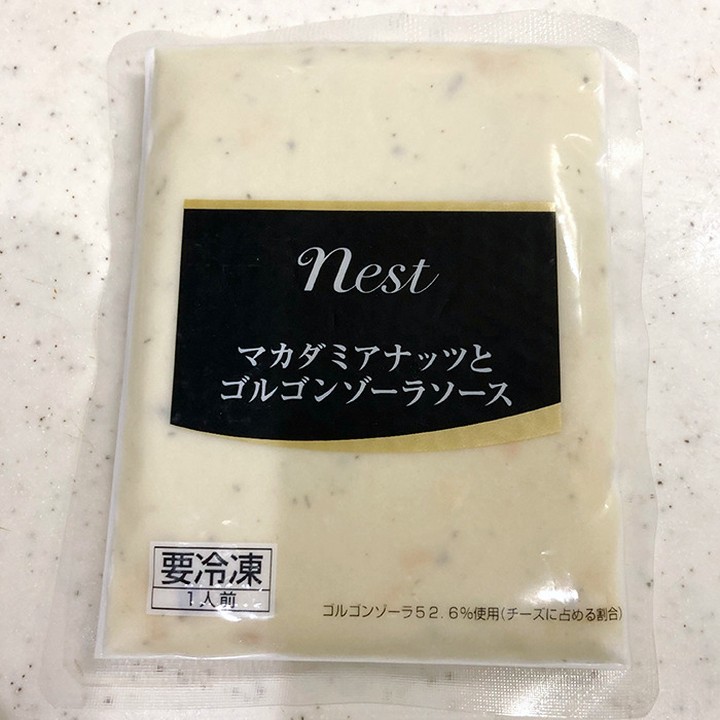 nest
マカダミアナッツと
ゴルゴンゾーラソース
要冷凍
1人前
ゴルゴンゾーラ52.6%使用(チーズに占める割合)